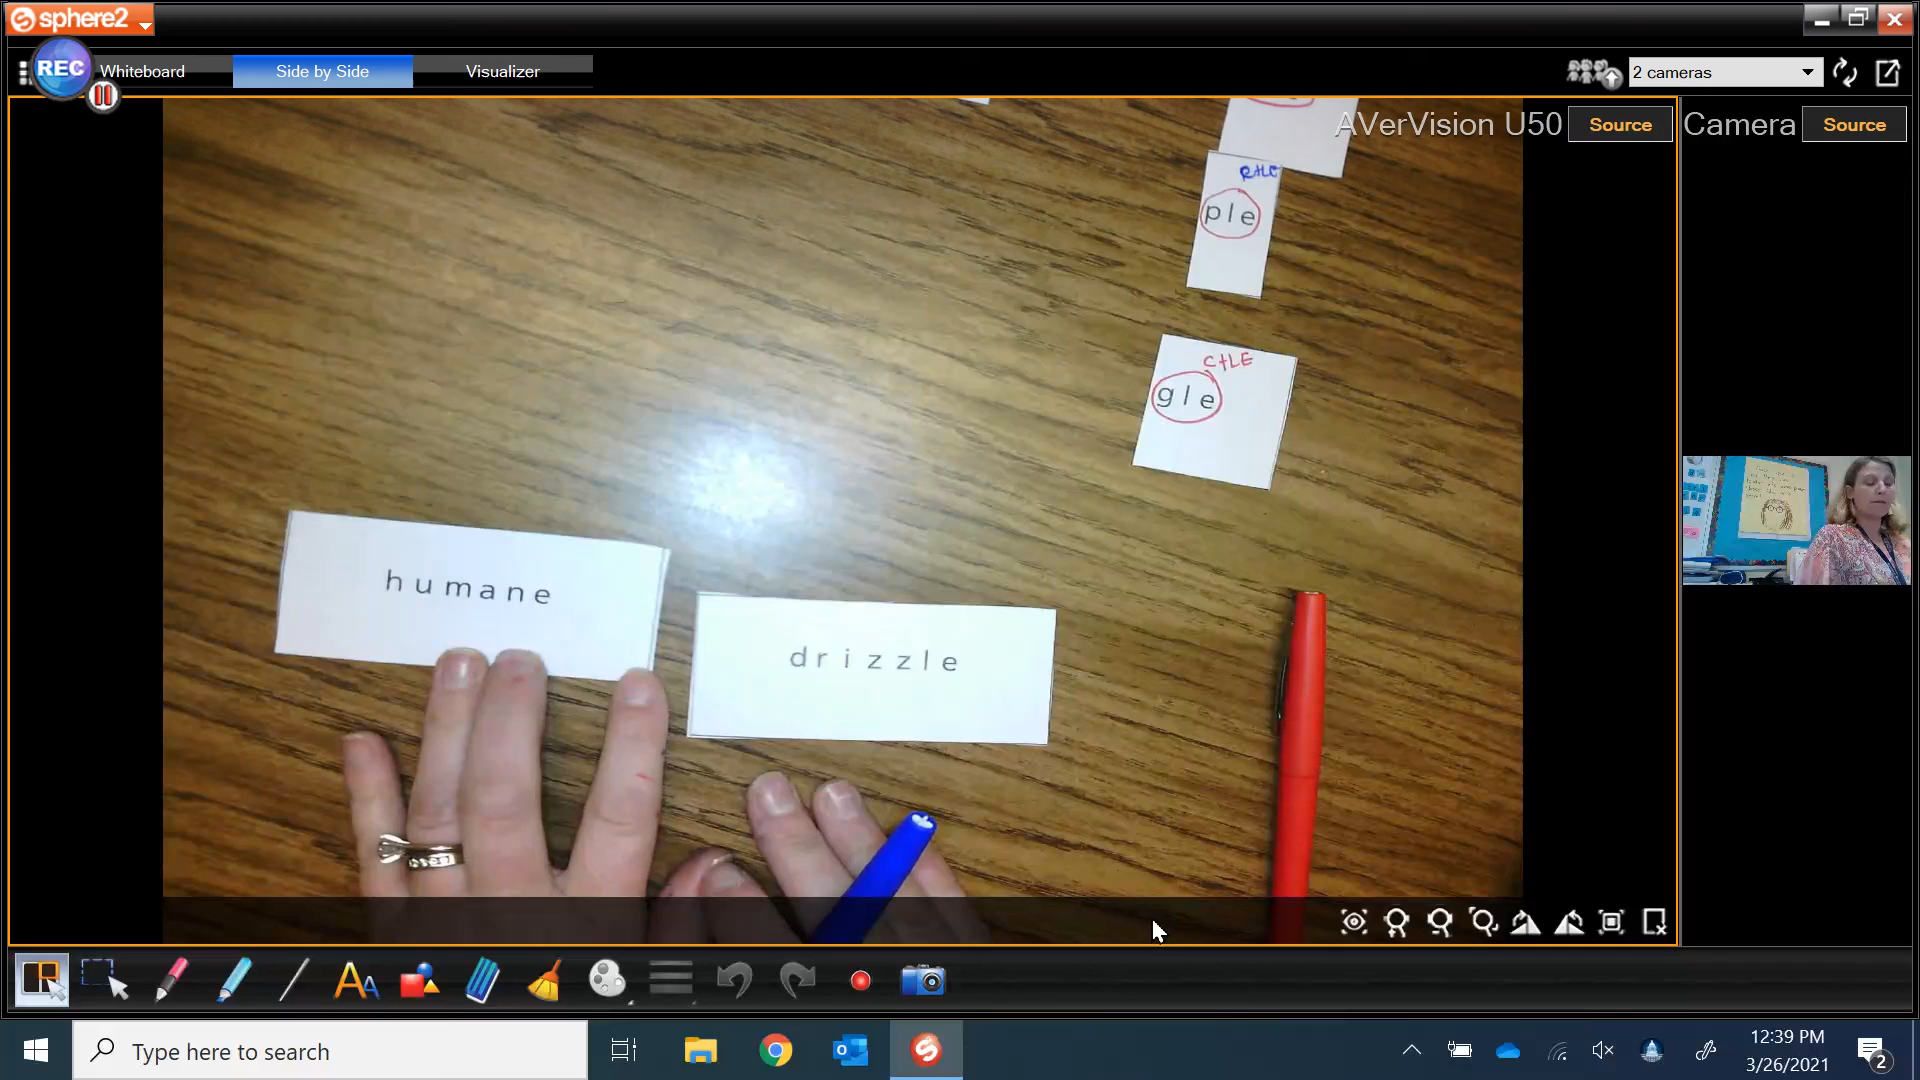 sphere2
REC
Whiteboard
Side by Side
Visualizer
2 cameras
AVerVision U50
Source
Camera
Source
ple
C+LE
gle
humane
drizzle
Type here to search
12:39 PM
3/26/2021
2